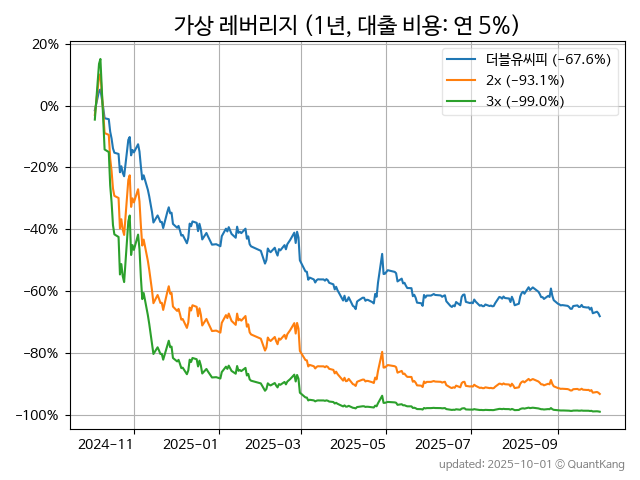 가상 레버리지 (1년, 대출 비용: 연 5%)
더블유씨피 (−67.6%)
2x (−93.1%)
3x (−99.0%)
20%
0%
−20%
−40%
−60%
−80%
−100%
2024-11 2025-01 2025-03 2025-05 2025-07 2025-09
updated: 2025-10-01 © QuantKang